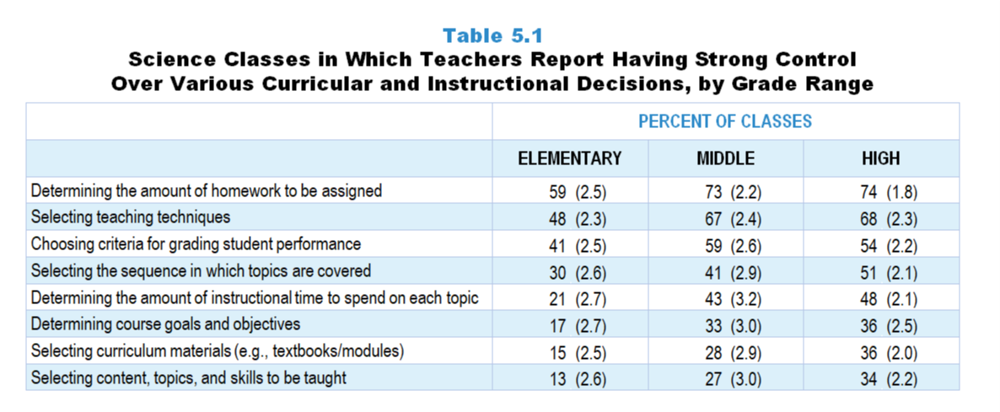 Table 5.1
Science Classes in Which Teachers Report Having Strong Control
Over Various Curricular and Instructional Decisions, by Grade Range
PERCENT OF CLASSES
ELEMENTARY MIDDLE HIGH
Determining the amount of homework to be assigned 59 (2.5) 73 (2.2) 74 (1.8)
Selecting teaching techniques 48 (2.3) 67 (2.4) 68 (2.3)
Choosing criteria for grading student performance 41 (2.5) 59 (2.6) 54 (2.2)
Selecting the sequence in which topics are covered 30 (2.6) 41 (2.9) 51 (2.1)
Determining the amount of instructional time to spend on each topic 21 (2.7) 43 (3.2) 48 (2.1)
Determining course goals and objectives 17 (2.7) 33 (3.0) 36 (2.5)
Selecting curriculum materials (e.g., textbooks/modules) 15 (2.5) 28 (2.9) 36 (2.0)
Selecting content, topics, and skills to be taught 13 (2.6) 27 (3.0) 34 (2.2)